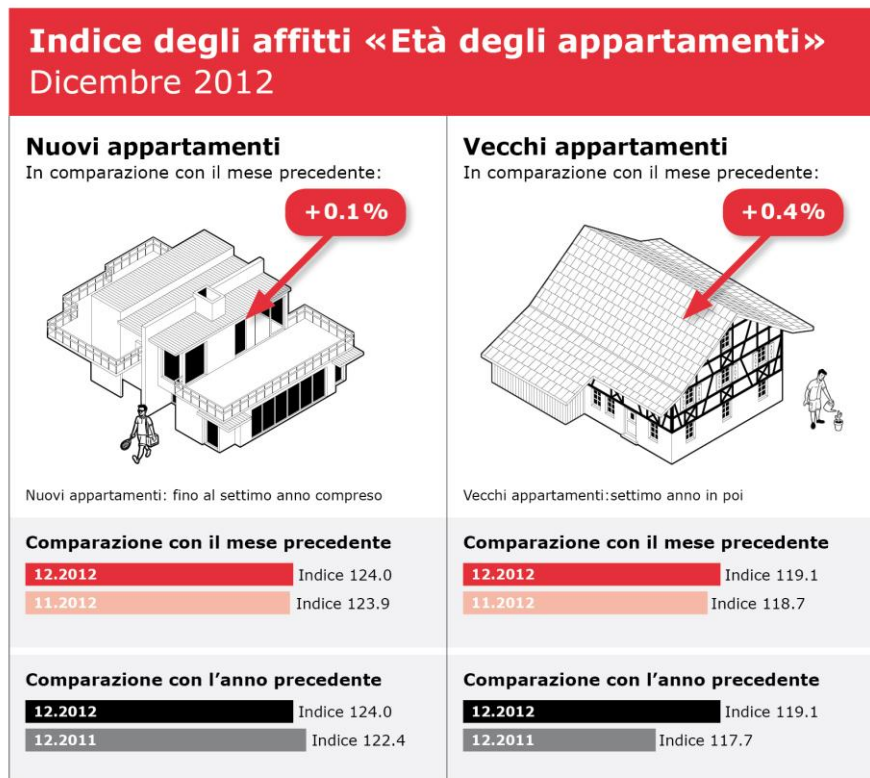 Indice degli affitti «Età degli appartamenti»
Dicembre 2012
Nuovi appartamenti
In comparazione con il mese precedente:
+0.1%
Nuovi appartamenti: fino al settimo anno compreso
Comparazione con il mese precedente
12.2012 Indice 124.0
11.2012 Indice 123.9
Comparazione con l’anno precedente
12.2012 Indice 124.0
12.2011 Indice 122.4
Vecchi appartamenti
In comparazione con il mese precedente:
+0.4%
Vecchi appartamenti:settimo anno in poi
Comparazione con il mese precedente
12.2012 Indice 119.1
11.2012 Indice 118.7
Comparazione con l’anno precedente
12.2012 Indice 119.1
12.2011 Indice 117.7